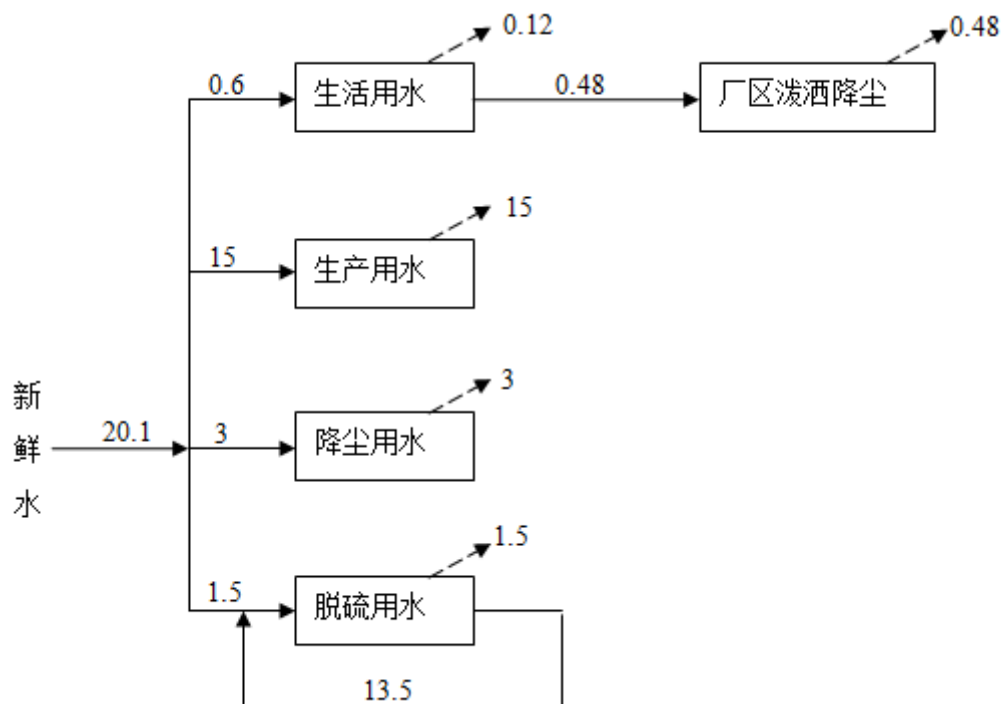 0.12
0.48
0.6
生活用水
0.48
厂区泼洒降尘
15
15
生产用水
3
新
鲜
水
20.1
3
降尘用水
1.5
1.5
脱硫用水
13.5